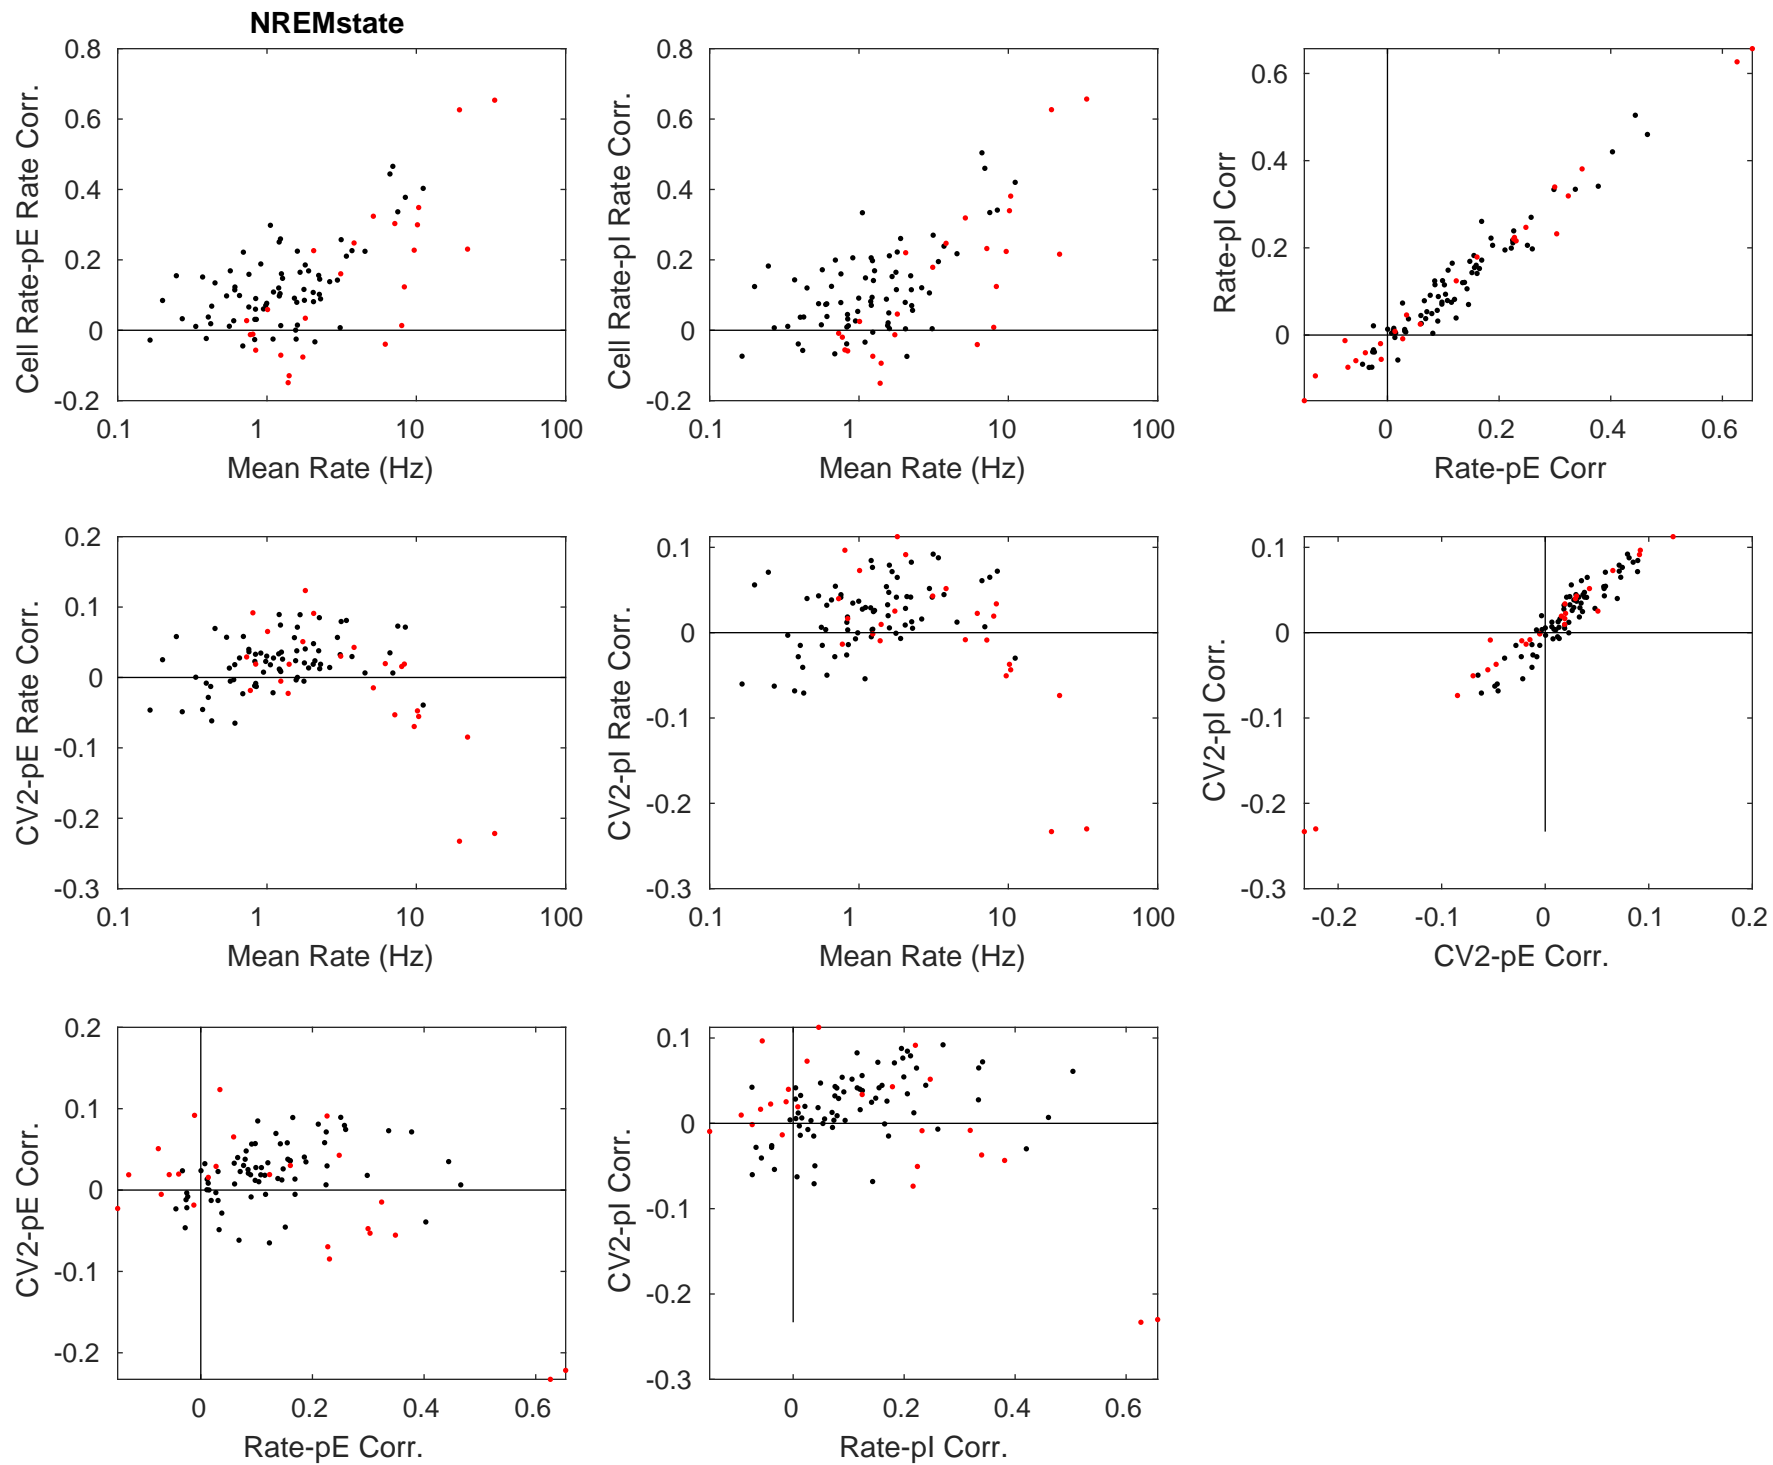 NREMstate
0.8
0.6
0.4
0.2
0
-0.2
Cell Rate-pE Rate Corr.
0.1 1 10 100
Mean Rate (Hz)
0.8
0.6
0.4
0.2
0
-0.2
Cell Rate-pI Rate Corr.
0.1 1 10 100
Mean Rate (Hz)
0.6
0.4
0.2
0
Rate-pI Corr
0 0.2 0.4 0.6
Rate-pE Corr
0.2
0.1
0
-0.1
-0.2
-0.3
CV2-pE Rate Corr.
0.1 1 10 100
Mean Rate (Hz)
0.1
0
-0.1
-0.2
-0.3
CV2-pI Rate Corr.
0.1 1 10 100
Mean Rate (Hz)
0.1
0
-0.1
-0.2
-0.3
CV2-pI Corr.
-0.2 -0.1 0 0.1 0.2
CV2-pE Corr.
0.2
0.1
0
-0.1
-0.2
CV2-pE Corr.
0 0.2 0.4 0.6
Rate-pE Corr.
0.1
0
-0.1
-0.2
-0.3
CV2-pI Corr.
0 0.2 0.4 0.6
Rate-pI Corr.